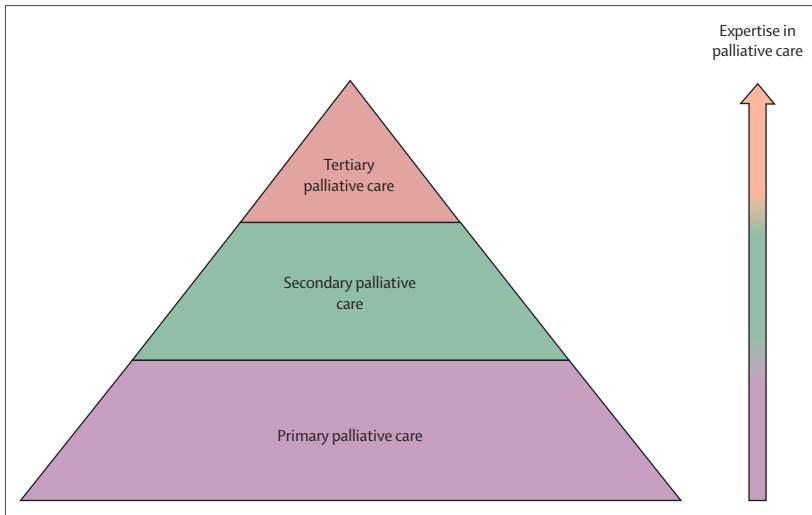 Expertise in
palliative care
Tertiary
palliative care
Secondary palliative
care
Primary palliative care